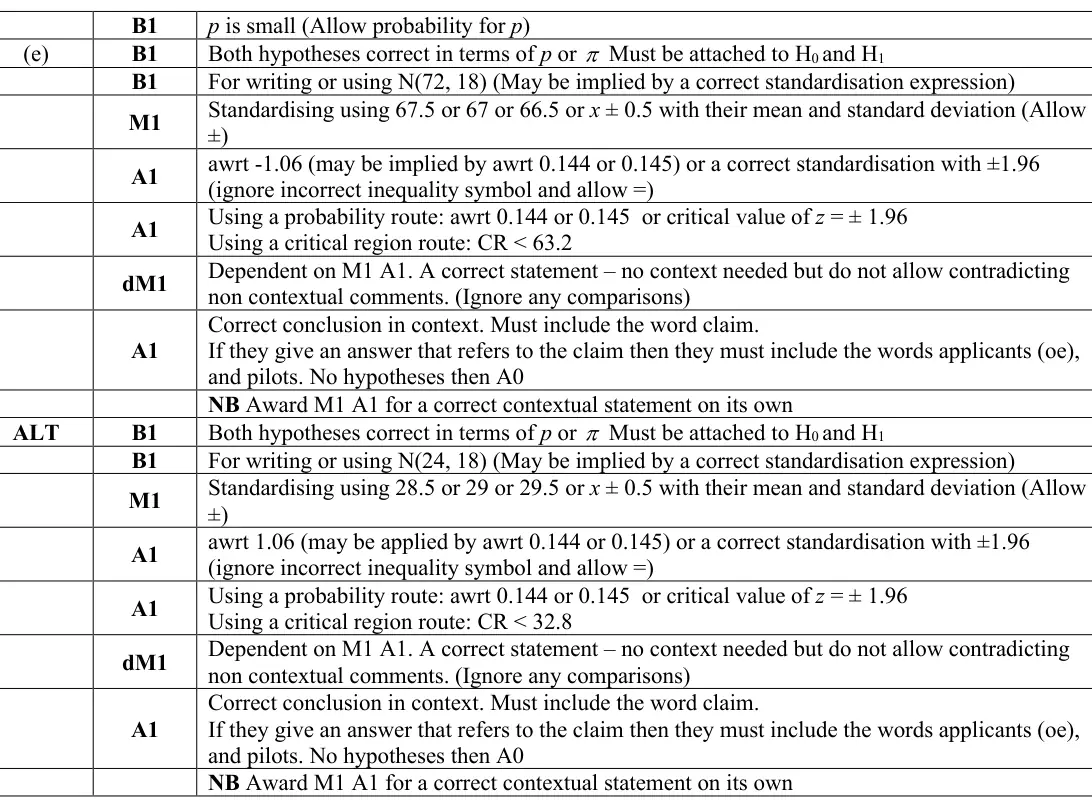 B1 p is small (Allow probability for p)
(e) B1 Both hypotheses correct in terms of p or π Must be attached to H0 and H1
B1 For writing or using N(72, 18) (May be implied by a correct standardisation expression)
M1 Standardising using 67.5 or 67 or 66.5 or x ± 0.5 with their mean and standard deviation (Allow
±)
A1 awrt -1.06 (may be implied by awrt 0.144 or 0.145) or a correct standardisation with ±1.96
(ignore incorrect inequality symbol and allow =)
A1 Using a probability route: awrt 0.144 or 0.145 or critical value of z = ± 1.96
Using a critical region route: CR < 63.2
dM1 Dependent on M1 A1. A correct statement – no context needed but do not allow contradicting
non contextual comments. (Ignore any comparisons)
A1 Correct conclusion in context. Must include the word claim.
If they give an answer that refers to the claim then they must include the words applicants (oe),
and pilots. No hypotheses then A0
NB Award M1 A1 for a correct contextual statement on its own
ALT B1 Both hypotheses correct in terms of p or π Must be attached to H0 and H1
B1 For writing or using N(24, 18) (May be implied by a correct standardisation expression)
M1 Standardising using 28.5 or 29 or 29.5 or x ± 0.5 with their mean and standard deviation (Allow
±)
A1 awrt 1.06 (may be applied by awrt 0.144 or 0.145) or a correct standardisation with ±1.96
(ignore incorrect inequality symbol and allow =)
A1 Using a probability route: awrt 0.144 or 0.145 or critical value of z = ± 1.96
Using a critical region route: CR < 32.8
dM1 Dependent on M1 A1. A correct statement – no context needed but do not allow contradicting
non contextual comments. (Ignore any comparisons)
A1 Correct conclusion in context. Must include the word claim.
If they give an answer that refers to the claim then they must include the words applicants (oe),
and pilots. No hypotheses then A0
NB Award M1 A1 for a correct contextual statement on its own